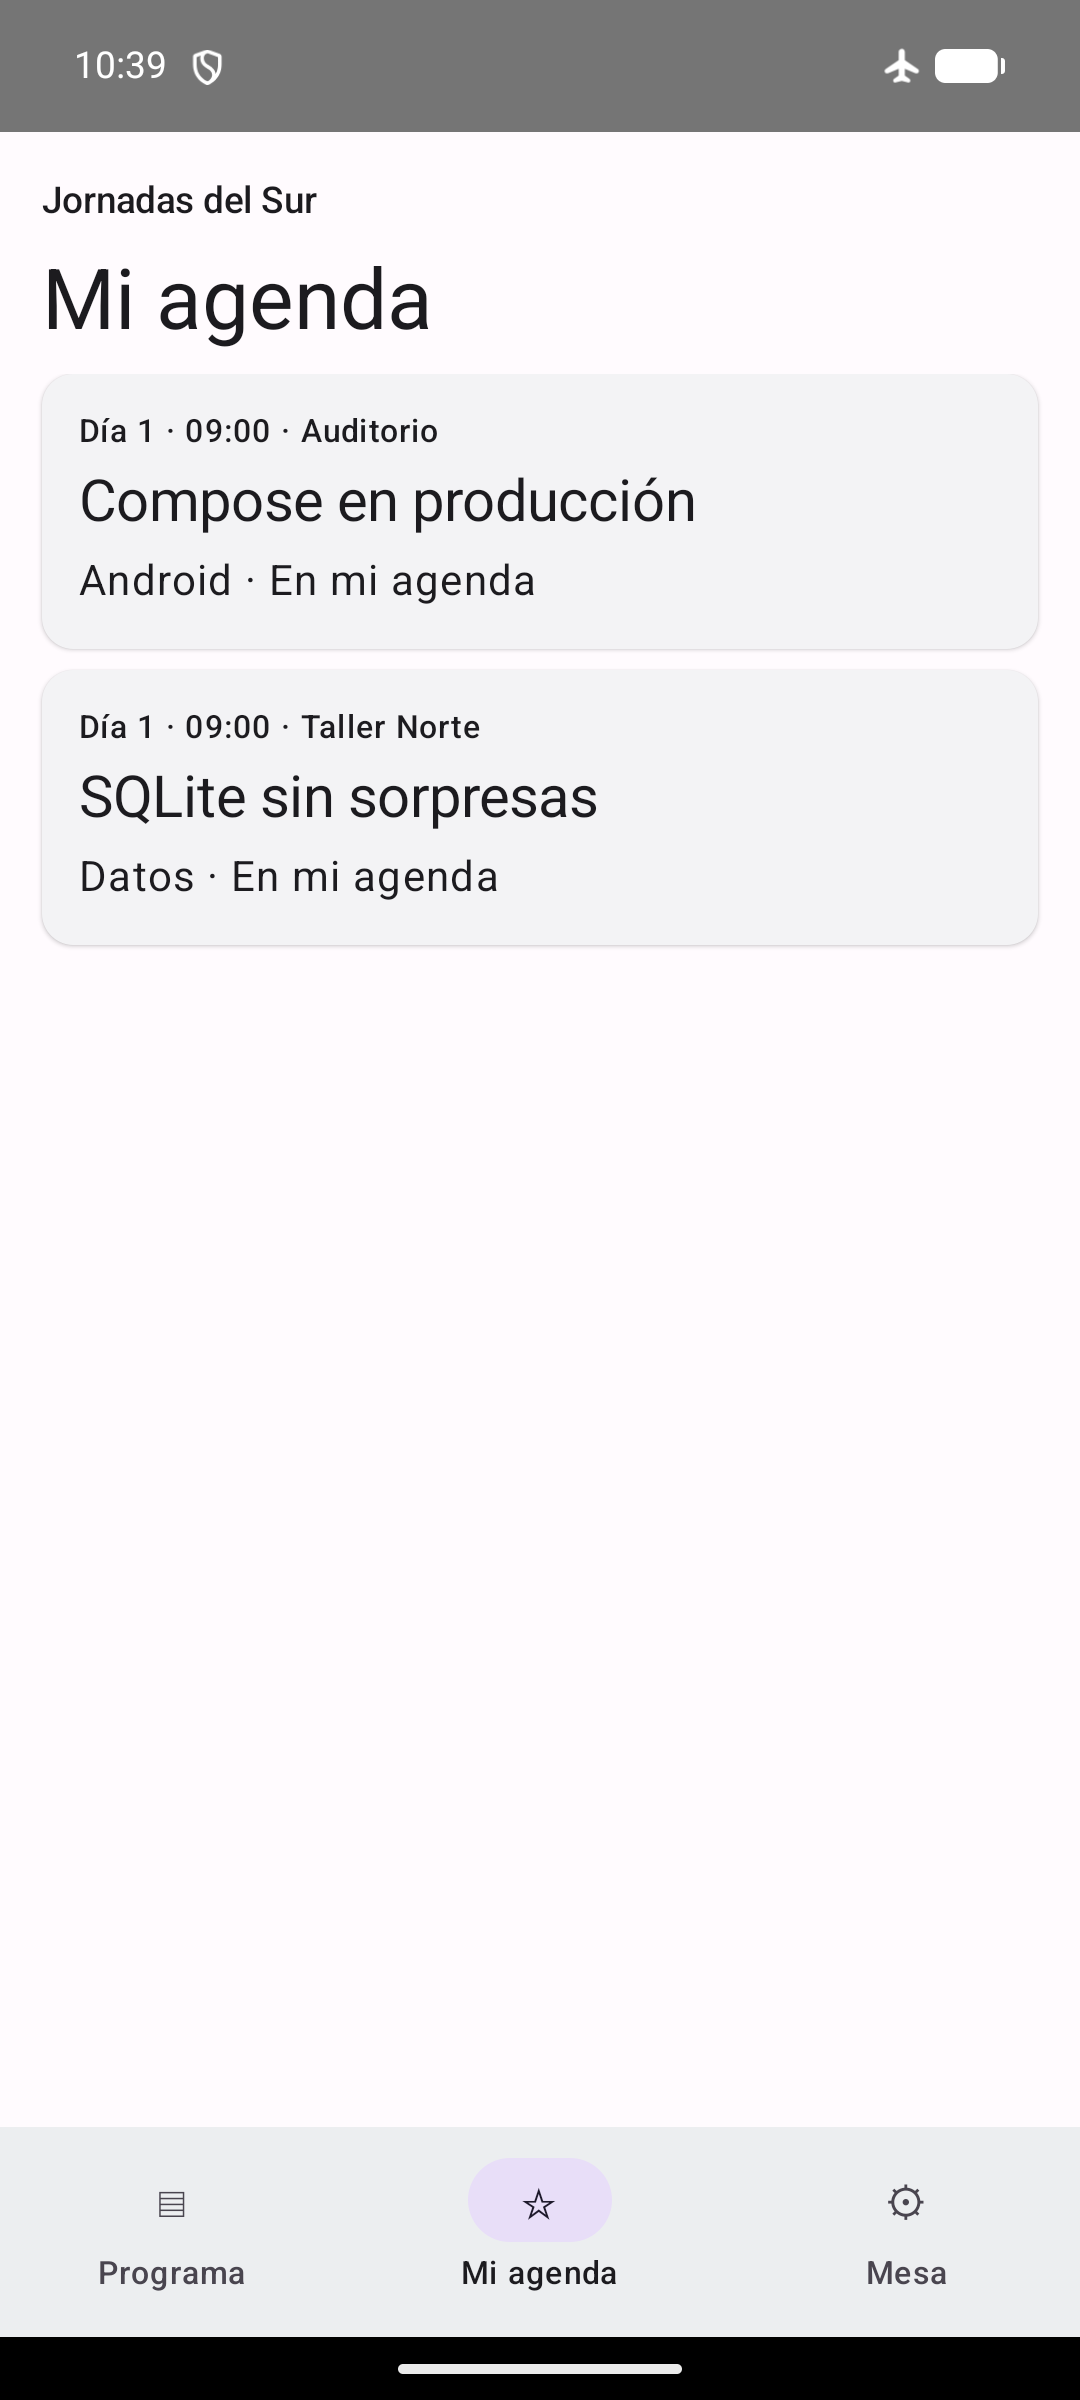 10:39
Jornadas del Sur
Mi agenda
Día 1 · 09:00 · Auditorio
Compose en producción
Android · En mi agenda
Día 1 · 09:00 · Taller Norte
SQLite sin sorpresas
Datos · En mi agenda
Programa
Mi agenda
Mesa